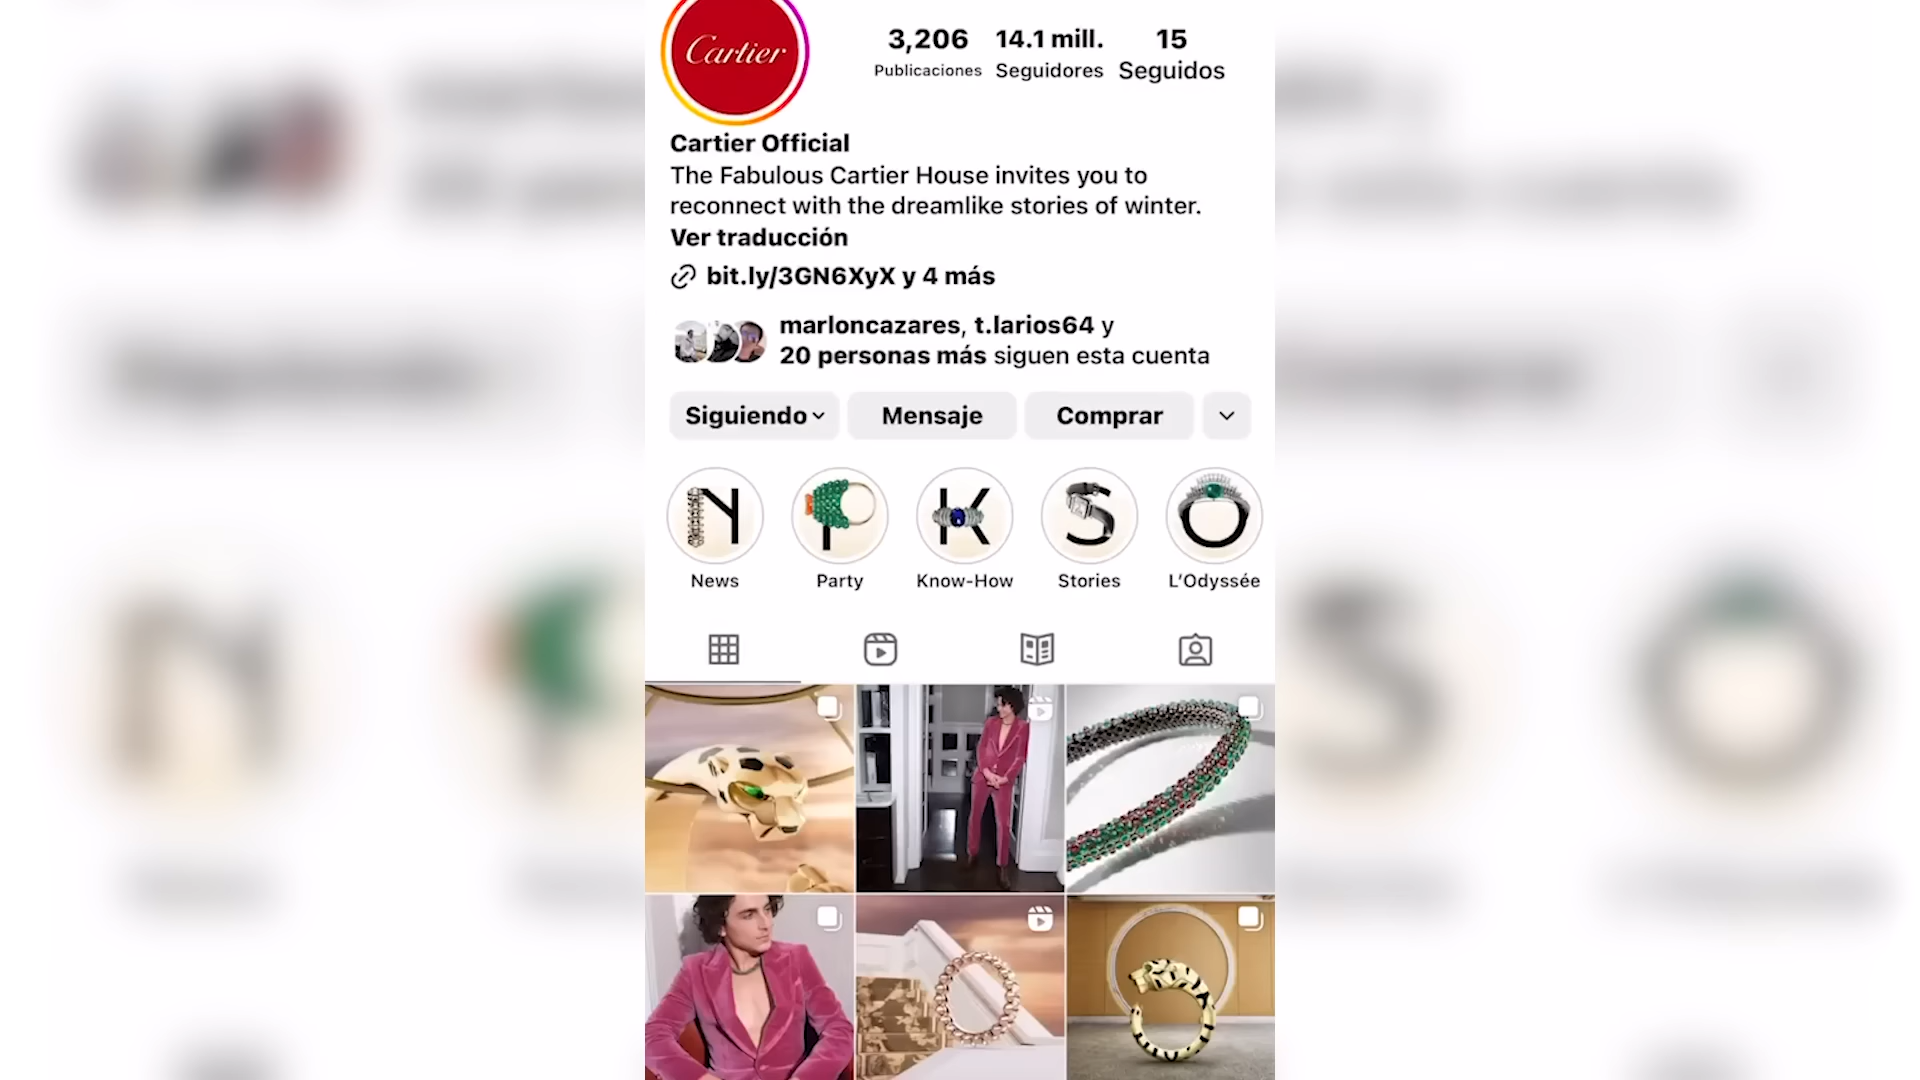 Cartier
3,206 14.1 mill. 15
Publicaciones Seguidores Seguidos
Cartier Official
The Fabulous Cartier House invites you to
reconnect with the dreamlike stories of winter.
Ver traducción
bit.ly/3GN6XyX y 4 más
marloncazares, t.larios64 y
20 personas más siguen esta cuenta
Siguiendo Mensaje Comprar
N P K S O
News Party Know-How Stories L'Odyssée